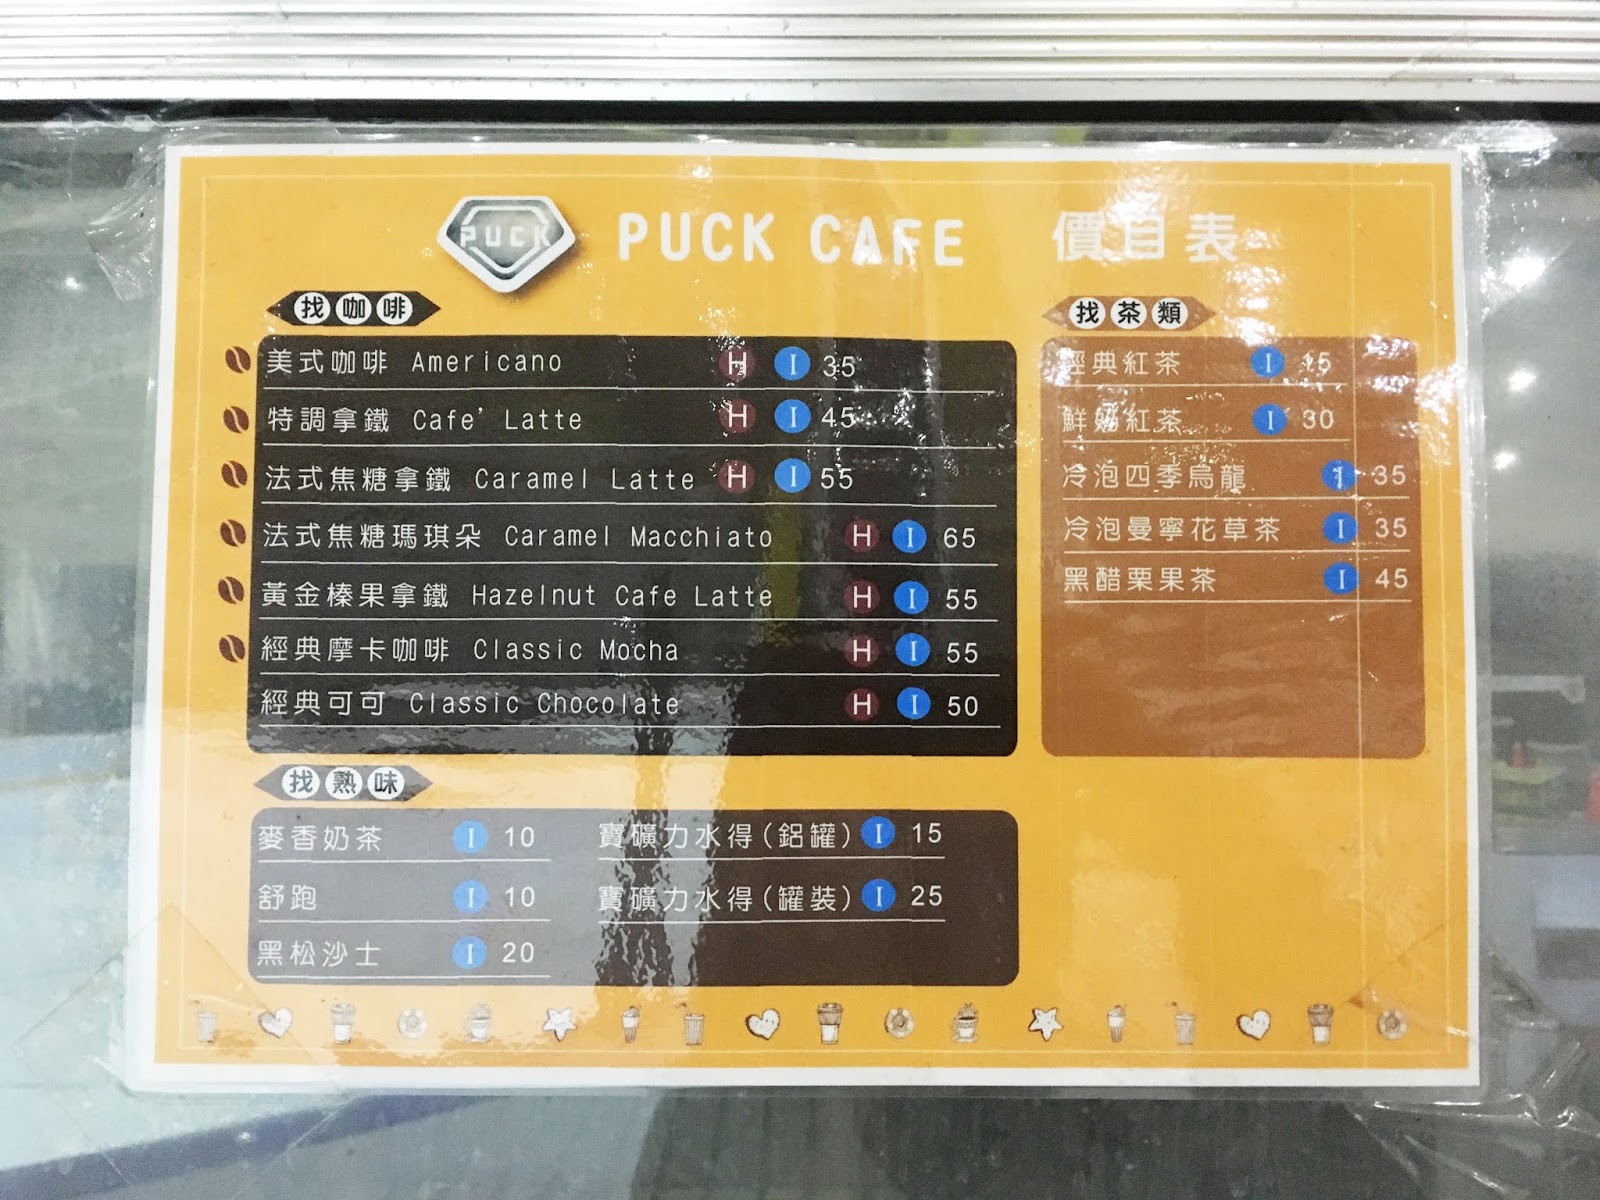 PUCK
PUCK CAFE 價目表
找咖啡
美式咖啡 Americano H I 35
特調拿鐵 Cafe' Latte H I 45
法式焦糖拿鐵 Caramel Latte H I 55
法式焦糖瑪琪朵 Caramel Macchiato H I 65
黃金榛果拿鐵 Hazelnut Cafe Latte H I 55
經典摩卡咖啡 Classic Mocha H I 55
經典可可 Classic Chocolate H I 50
找茶類
經典紅茶 I 15
鮮奶紅茶 I 30
冷泡四季烏龍 I 35
冷泡曼寧花草茶 I 35
黑醋栗果茶 I 45
找熟味
麥香奶茶 I 10
舒跑 I 10
黑松沙士 I 20
寶礦力水得(鋁罐) I 15
寶礦力水得(罐裝) I 25